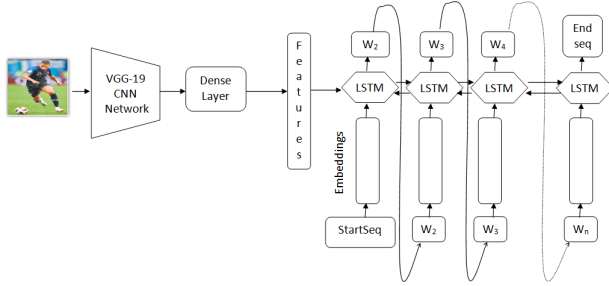 VGG-19
CNN
Network
Dense
Layer
F
e
a
t
u
r
e
s
W₂
W₃
W₄
End
seq
LSTM
LSTM
LSTM
LSTM
Embeddings
StartSeq
W₂
W₃
Wₙ